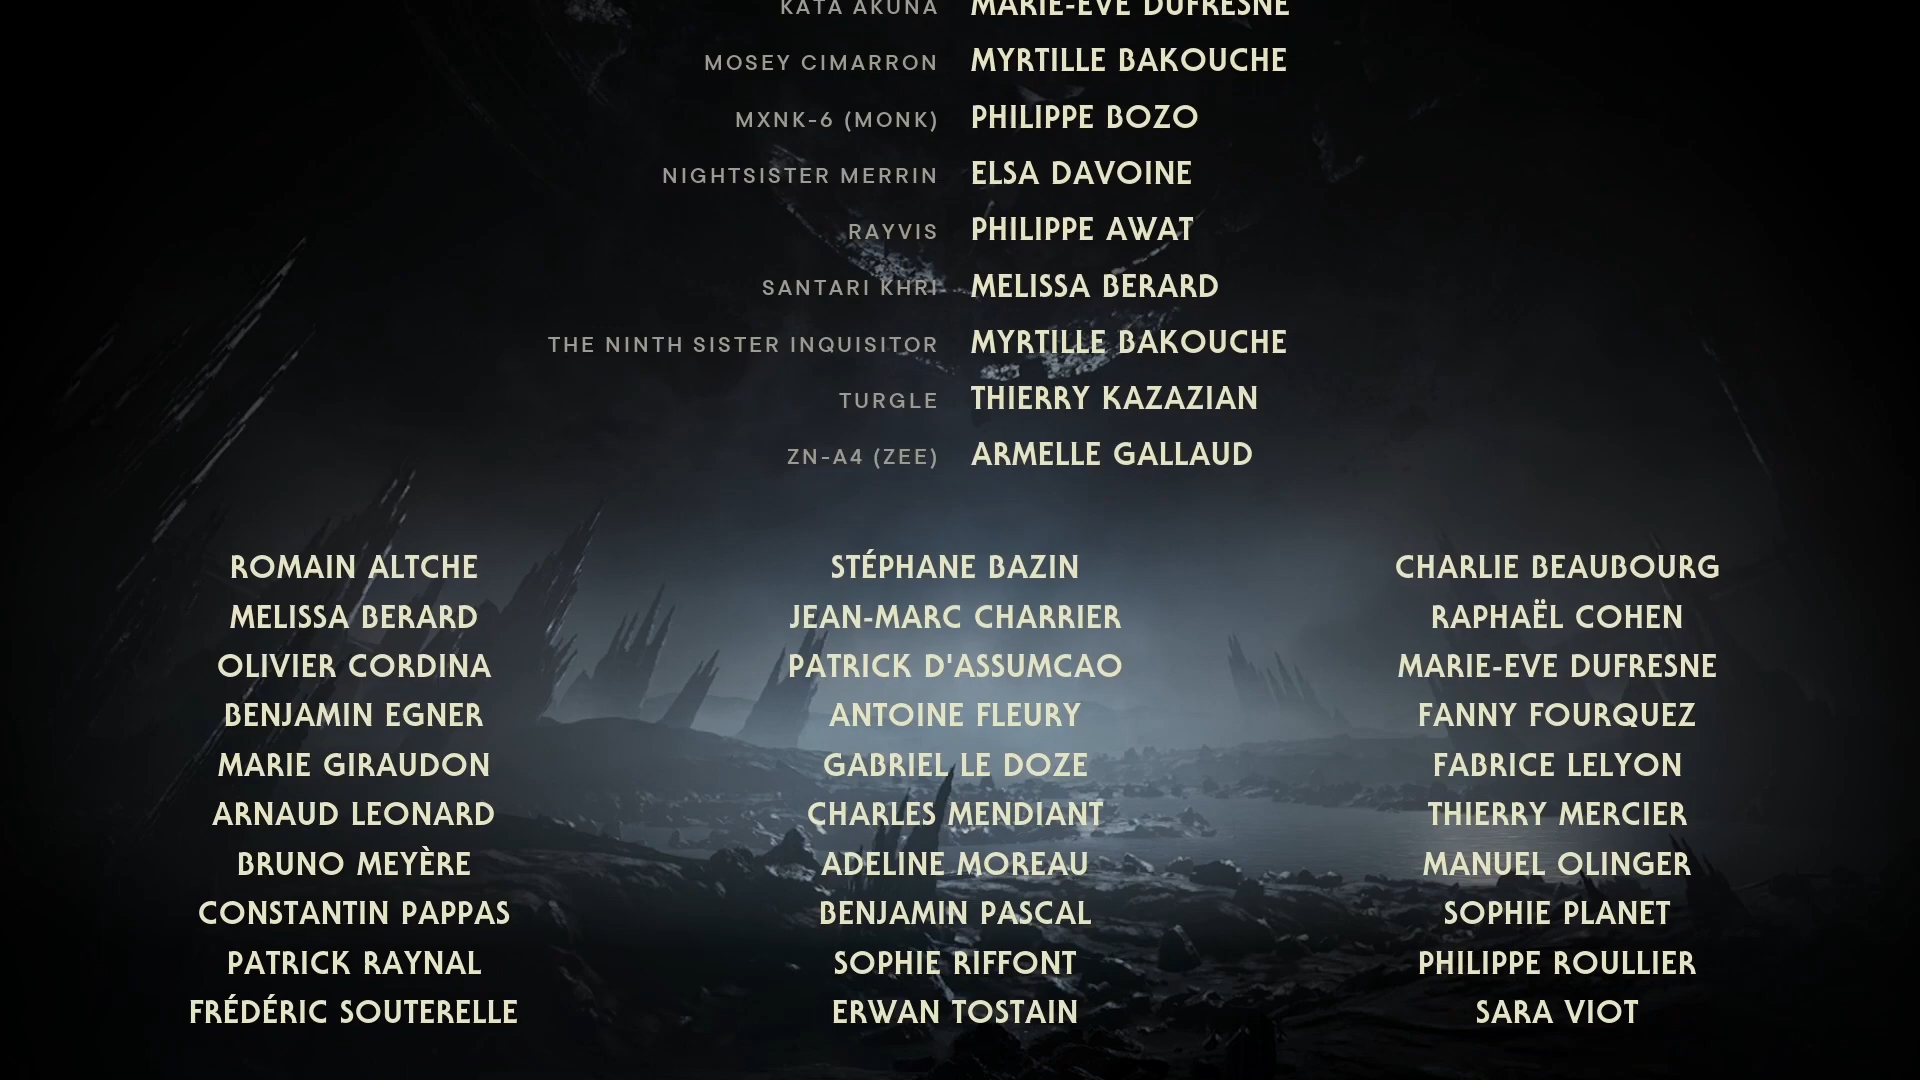 KATA AKUNA MARIE-EVE DUFRESNE
MOSEY CIMARRON MYRTILLE BAKOUCHE
MXNK-6 (MONK) PHILIPPE BOZO
NIGHTSISTER MERRIN ELSA DAVOINE
RAYVIS PHILIPPE AWAT
SANTARI KHRI MELISSA BERARD
THE NINTH SISTER INQUISITOR MYRTILLE BAKOUCHE
TURGLE THIERRY KAZAZIAN
ZN-A4 (ZEE) ARMELLE GALLAUD
ROMAIN ALTCHE STÉPHANE BAZIN CHARLIE BEAUBOURG
MELISSA BERARD JEAN-MARC CHARRIER RAPHAËL COHEN
OLIVIER CORDINA PATRICK D'ASSUMCAO MARIE-EVE DUFRESNE
BENJAMIN EGNER ANTOINE FLEURY FANNY FOURQUEZ
MARIE GIRAUDON GABRIEL LE DOZE FABRICE LELYON
ARNAUD LEONARD CHARLES MENDIANT THIERRY MERCIER
BRUNO MEYÈRE ADELINE MOREAU MANUEL OLINGER
CONSTANTIN PAPPAS BENJAMIN PASCAL SOPHIE PLANET
PATRICK RAYNAL SOPHIE RIFFONT PHILIPPE ROULLIER
FRÉDÉRIC SOUTERELLE ERWAN TOSTAIN SARA VIOT